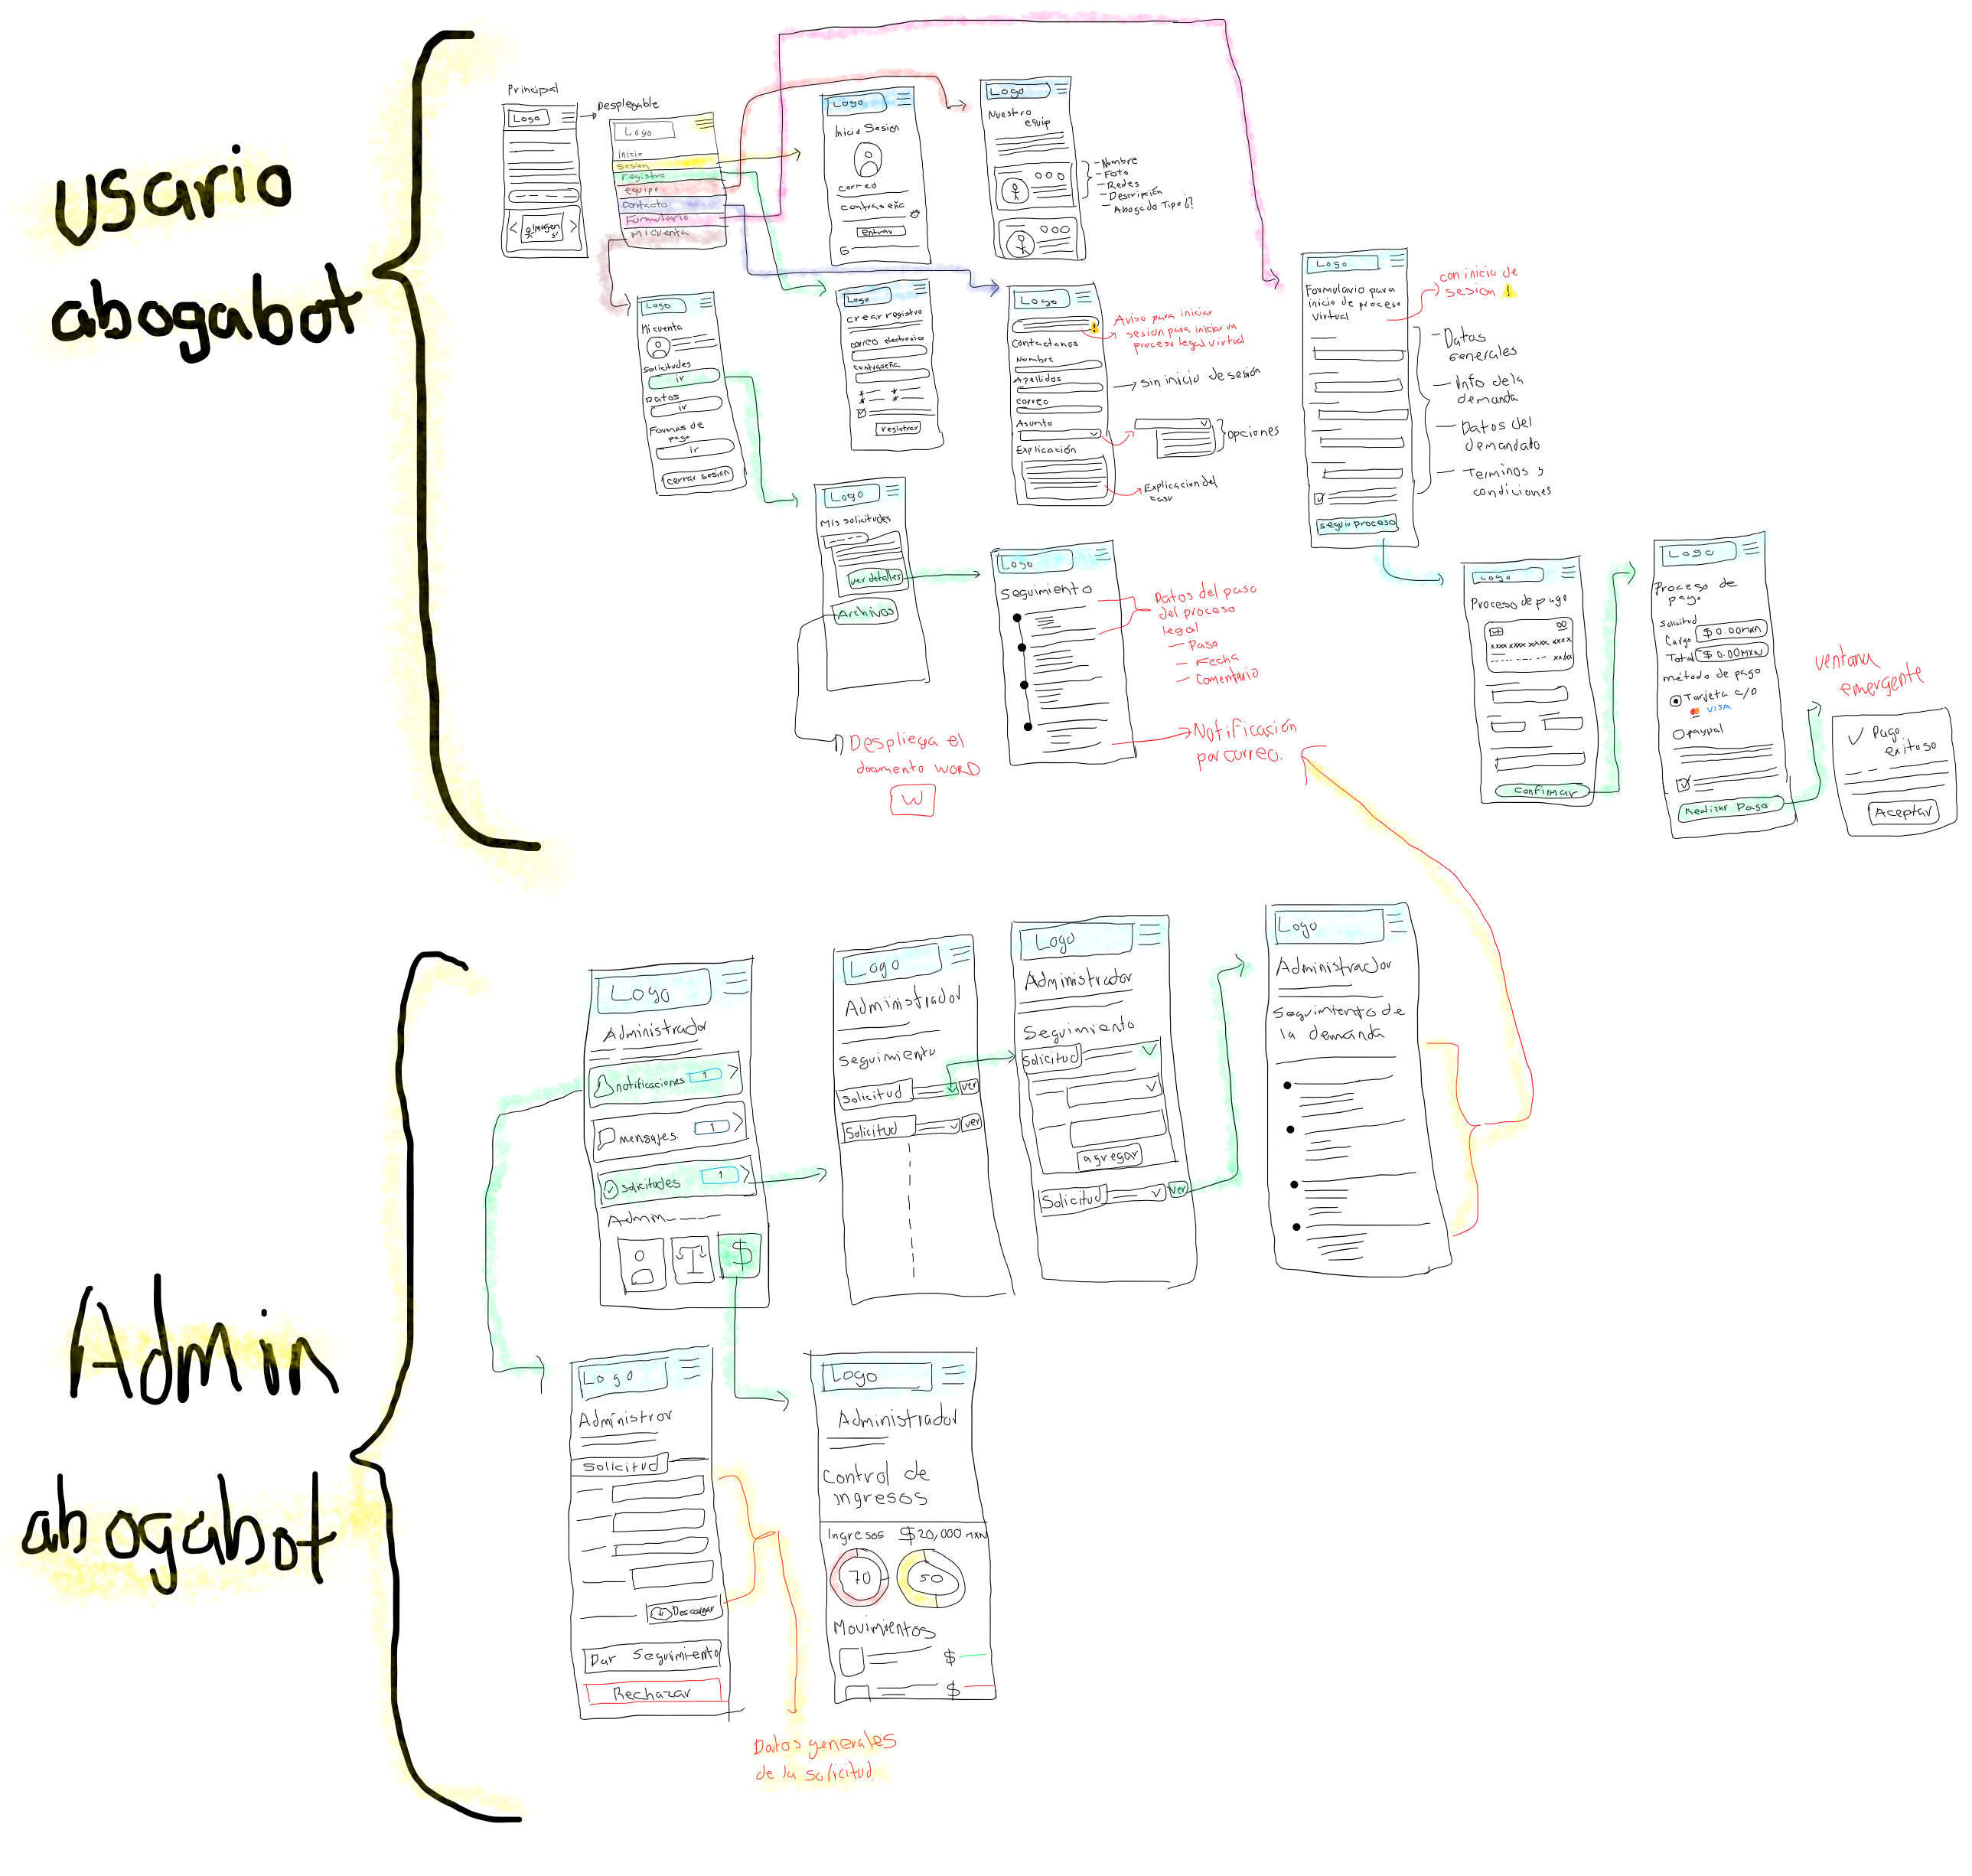 usario
abogabot
Principal
Logo
Imagen
Desplegable
Logo
inicio
sesion
registro
equipo
contacto
Formulario
Mi cuenta
Logo
Inicio Sesion
correo
contraseña
entrar
G
Logo
Nuestro
equip
- Nombre
- Foto
- Redes
- Descripción
- Abogado Tipo ?
Logo
Mi cuenta
solicitudes
ir
Datos
ir
Formas de
pago
ir
cerrar sesion
Logo
crear registro
correo electronico
contraseña
registrar
Logo
Contactanos
Nombre
Apellidos
correo
Asunto
Explicación
Aviso para iniciar
sesion para iniciar un
proceso legal virtual
sin inicio de sesión
opciones
Explicacion del
caso
Logo
Formulario para
inicio de proceso
virtual
seguir proceso
con inicio de
sesion
- Datos
Generales
- Info de la
demanda
- Datos del
demandado
- Terminos y
condiciones
Logo
Mis solicitudes
ver detalles
Archivos
Despliega el
documento WORD
W
Logo
Seguimiento
Datos del paso
del proceso
legal
- Paso
- Fecha
- Comentario
Notificación
por correo.
Logo
Proceso de pago
xxxx xxxx xxxx xxxx
xx/xx
confirmar
Logo
Proceso de
pago
solicitud
Cargo $ 0.00 MXN
Total $ 0.00 MXN
método de pago
Tarjeta C/D
VISA
paypal
Realizar Pago
ventana
emergente
Pago
exitoso
Aceptar
Admin
abogabot
Logo
Administrador
notificaciones 1
mensajes 1
solicitudes 1
Admin
$
Logo
Administrador
Seguimiento
Solicitud ver
Solicitud ver
Logo
Administrador
Seguimiento
Solicitud
agregar
Solicitud ver
Logo
Administrador
Seguimiento de
la demanda
Logo
Administror
Solicitud
Descargar
Dar Seguimiento
Rechazar
Datos generales
de la solicitud.
Logo
Administrador
Control de
ingresos
Ingresos $20,000 MXN
70 50
Movimientos
$
$